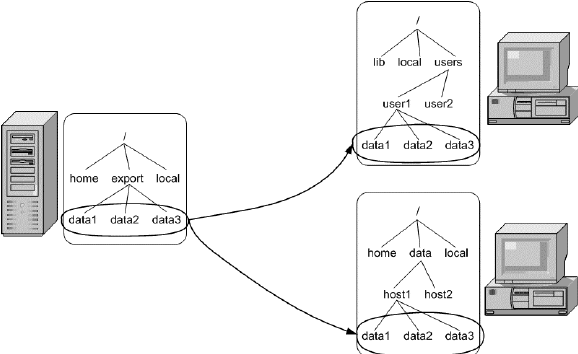 /
home export local
data1 data2 data3
/
lib local users
user1 user2
data1 data2 data3
/
home data local
host1 host2
data1 data2 data3